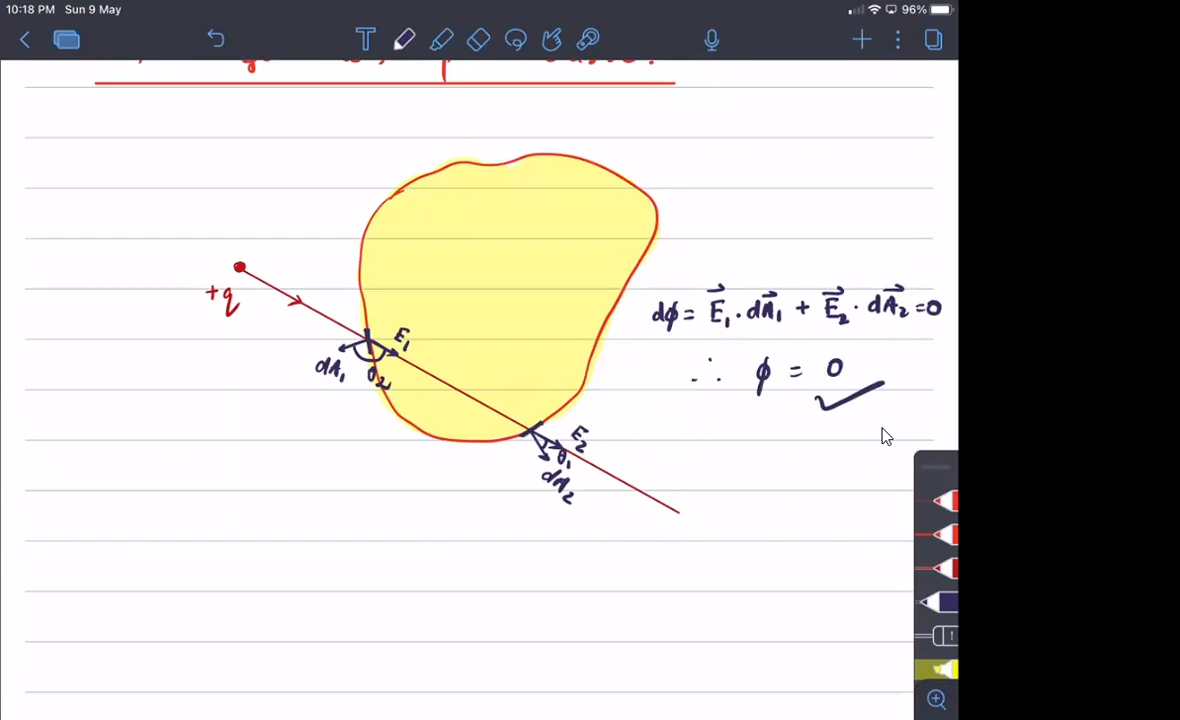 10:18 PM Sun 9 May
96%
T
+q
E₁
dA₁
θ₂
E₂
θ₁
dA₂
dϕ = E⃗₁ · dA⃗₁ + E⃗₂ · dA⃗₂ = 0
∴ ϕ = 0